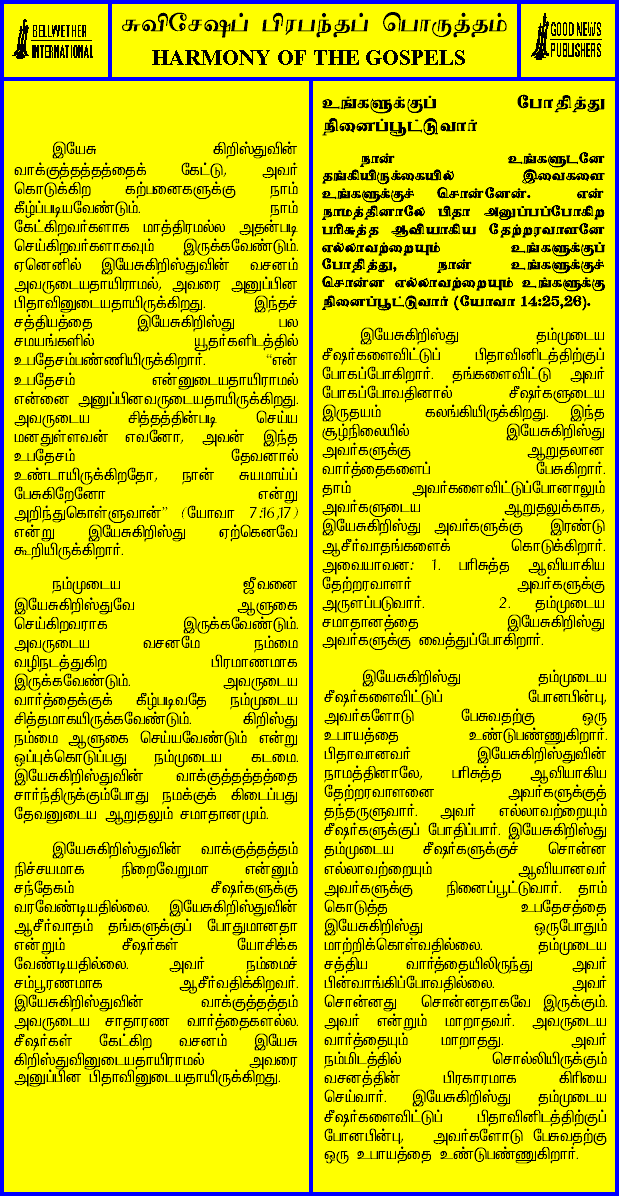 BELLWETHER
INTERNATIONAL
சுவிசேஷப் பிரபந்தப் பொருத்தம்
HARMONY OF THE GOSPELS
GOOD NEWS
PUBLISHERS
இயேசு கிறிஸ்துவின்
வாக்குத்தத்தத்தைக் கேட்டு, அவர்
கொடுக்கிற கற்பனைகளுக்கு நாம்
கீழ்ப்படியவேண்டும். நாம்
கேட்கிறவர்களாக மாத்திரமல்ல அதன்படி
செய்கிறவர்களாகவும் இருக்கவேண்டும்.
ஏனெனில் இயேசுகிறிஸ்துவின் வசனம்
அவருடையதாயிராமல், அவரை அனுப்பின
பிதாவினுடையதாயிருக்கிறது. இந்தச்
சத்தியத்தை இயேசுகிறிஸ்து பல
சமயங்களில் யூதர்களிடத்தில்
உபதேசம்பண்ணியிருக்கிறார். “என்
உபதேசம் என்னுடையதாயிராமல்
என்னை அனுப்பினவருடையதாயிருக்கிறது.
அவருடைய சித்தத்தின்படி செய்ய
மனதுள்ளவன் எவனோ, அவன் இந்த
உபதேசம் தேவனால்
உண்டாயிருக்கிறதோ, நான் சுயமாய்ப்
பேசுகிறேனோ என்று
அறிந்துகொள்ளுவான்” (யோவா 7:16,17)
என்று இயேசுகிறிஸ்து ஏற்கெனவே
கூறியிருக்கிறார்.
நம்முடைய ஜீவனை
இயேசுகிறிஸ்துவே ஆளுகை
செய்கிறவராக இருக்கவேண்டும்.
அவருடைய வசனமே நம்மை
வழிநடத்துகிற பிரமாணமாக
இருக்கவேண்டும். அவருடைய
வார்த்தைக்குக் கீழ்படிவதே நம்முடைய
சித்தமாகயிருக்கவேண்டும். கிறிஸ்து
நம்மை ஆளுகை செய்யவேண்டும் என்று
ஒப்புக்கொடுப்பது நம்முடைய கடமை.
இயேசுகிறிஸ்துவின் வாக்குத்தத்தத்தை
சார்ந்திருக்கும்போது நமக்குக் கிடைப்பது
தேவனுடைய ஆறுதலும் சமாதானமும்.
இயேசுகிறிஸ்துவின் வாக்குத்தத்தம்
நிச்சயமாக நிறைவேறுமா என்னும்
சந்தேகம் சீஷர்களுக்கு
வரவேண்டியதில்லை. இயேசுகிறிஸ்துவின்
ஆசீர்வாதம் தங்களுக்குப் போதுமானதா
என்றும் சீஷர்கள் யோசிக்க
வேண்டியதில்லை. அவர் நம்மைச்
சம்பூரணமாக ஆசீர்வதிக்கிறவர்.
இயேசுகிறிஸ்துவின் வாக்குத்தத்தம்
அவருடைய சாதாரண வார்த்தைகளல்ல.
சீஷர்கள் கேட்கிற வசனம் இயேசு
கிறிஸ்துவினுடையதாயிராமல் அவரை
அனுப்பின பிதாவினுடையதாயிருக்கிறது.
உங்களுக்குப் போதித்து
நினைப்பூட்டுவார்
நான் உங்களுடனே
தங்கியிருக்கையில் இவைகளை
உங்களுக்குச் சொன்னேன். என்
நாமத்தினாலே பிதா அனுப்பப்போகிற
பரிசுத்த ஆவியாகிய தேற்றரவாளனே
எல்லாவற்றையும் உங்களுக்குப்
போதித்து, நான் உங்களுக்குச்
சொன்ன எல்லாவற்றையும் உங்களுக்கு
நினைப்பூட்டுவார் (யோவா 14:25,26).
இயேசுகிறிஸ்து தம்முடைய
சீஷர்களைவிட்டுப் பிதாவினிடத்திற்குப்
போகப்போகிறார். தங்களைவிட்டு அவர்
போகப்போவதினால் சீஷர்களுடைய
இருதயம் கலங்கியிருக்கிறது. இந்த
சூழ்நிலையில் இயேசுகிறிஸ்து
அவர்களுக்கு ஆறுதலான
வார்த்தைகளைப் பேசுகிறார்.
தாம் அவர்களைவிட்டுப்போனாலும்
அவர்களுடைய ஆறுதலுக்காக,
இயேசுகிறிஸ்து அவர்களுக்கு இரண்டு
ஆசீர்வாதங்களைக் கொடுக்கிறார்.
அவையாவன: 1. பரிசுத்த ஆவியாகிய
தேற்றரவாளர் அவர்களுக்கு
அருளப்படுவார். 2. தம்முடைய
சமாதானத்தை இயேசுகிறிஸ்து
அவர்களுக்கு வைத்துப்போகிறார்.
இயேசுகிறிஸ்து தம்முடைய
சீஷர்களைவிட்டுப் போனபின்பு,
அவர்களோடு பேசுவதற்கு ஒரு
உபாயத்தை உண்டுபண்ணுகிறார்.
பிதாவானவர் இயேசுகிறிஸ்துவின்
நாமத்தினாலே, பரிசுத்த ஆவியாகிய
தேற்றரவாளனை அவர்களுக்குத்
தந்தருளுவார். அவர் எல்லாவற்றையும்
சீஷர்களுக்குப் போதிப்பார். இயேசுகிறிஸ்து
தம்முடைய சீஷர்களுக்குச் சொன்ன
எல்லாவற்றையும் ஆவியானவர்
அவர்களுக்கு நினைப்பூட்டுவார். தாம்
கொடுத்த உபதேசத்தை
இயேசுகிறிஸ்து ஒருபோதும்
மாற்றிக்கொள்வதில்லை. தம்முடைய
சத்திய வார்த்தையிலிருந்து அவர்
பின்வாங்கிப்போவதில்லை. அவர்
சொன்னது சொன்னதாகவே இருக்கும்.
அவர் என்றும் மாறாதவர். அவருடைய
வார்த்தையும் மாறாதது. அவர்
நம்மிடத்தில் சொல்லியிருக்கும்
வசனத்தின் பிரகாரமாக கிரியை
செய்வார். இயேசுகிறிஸ்து தம்முடைய
சீஷர்களைவிட்டுப் பிதாவினிடத்திற்குப்
போனபின்பு, அவர்களோடு பேசுவதற்கு
ஒரு உபாயத்தை உண்டுபண்ணுகிறார்.